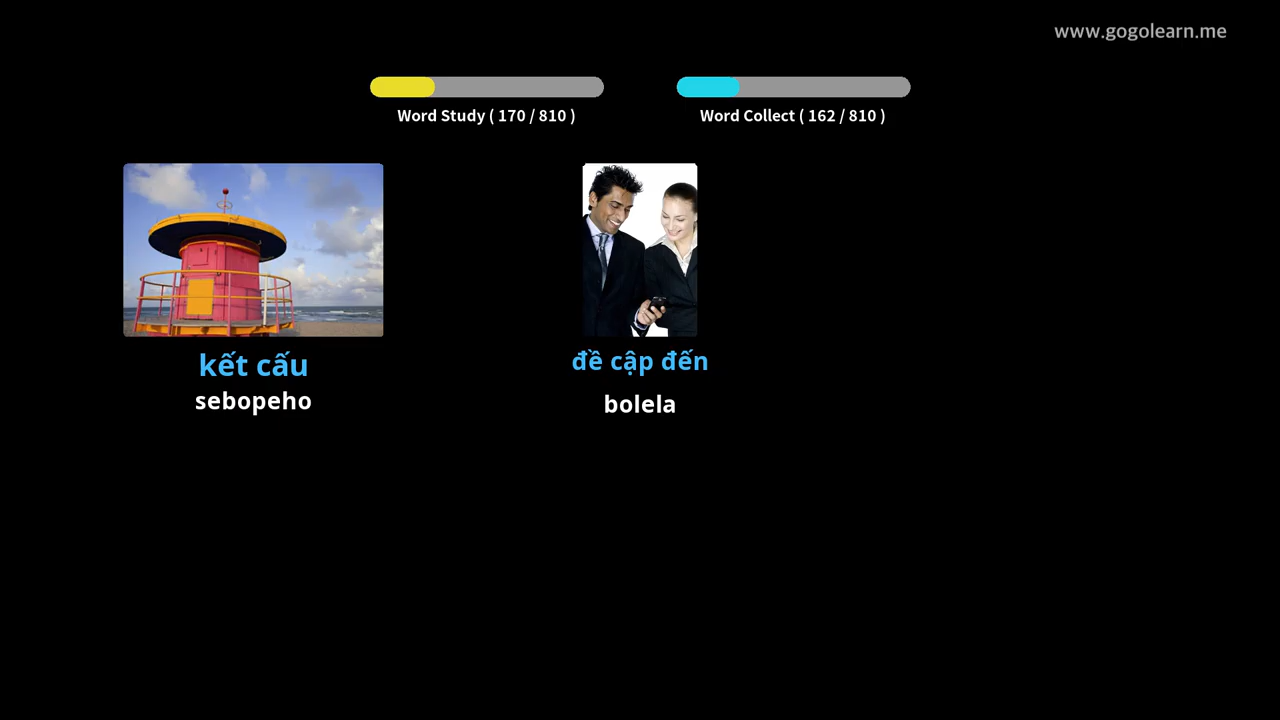 www.gogolearn.me
Word Study ( 170 / 810 )
Word Collect ( 162 / 810 )
kết cấu
sebopeho
đề cập đến
bolela